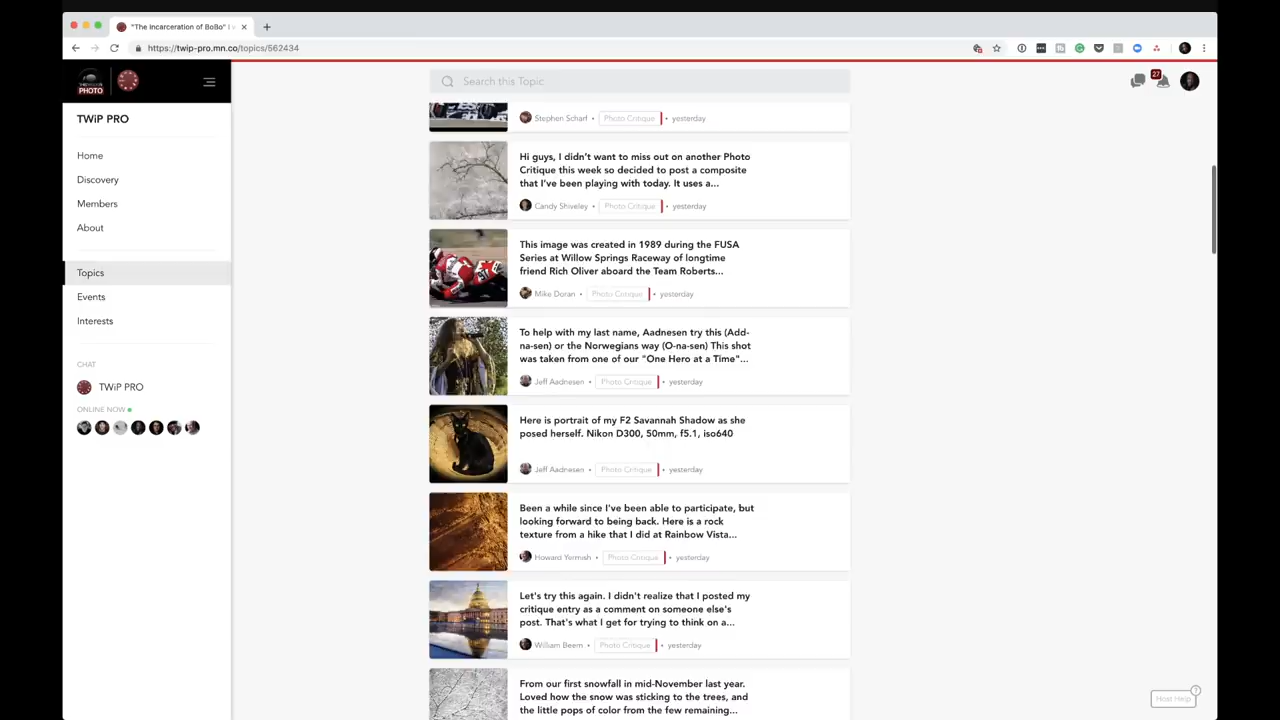 "The Incarceration of BoBo" |
https://twip-pro.mn.co/topics/562434
PHOTO
Search this Topic
27
TWiP PRO
Home
Discovery
Members
About
Topics
Events
Interests
CHAT
TWiP PRO
ONLINE NOW
Stephen Scharf • Photo Critique • yesterday
Hi guys, I didn't want to miss out on another Photo
Critique this week so decided to post a composite
that I've been playing with today. It uses a...
Candy Shiveley • Photo Critique • yesterday
This image was created in 1989 during the FUSA
Series at Willow Springs Raceway of longtime
friend Rich Oliver aboard the Team Roberts...
Mike Doran • Photo Critique • yesterday
To help with my last name, Aadnesen try this (Add-
na-sen) or the Norwegians way (O-na-sen) This shot
was taken from one of our "One Hero at a Time"...
Jeff Aadnesen • Photo Critique • yesterday
Here is portrait of my F2 Savannah Shadow as she
posed herself. Nikon D300, 50mm, f5.1, iso640
Jeff Aadnesen • Photo Critique • yesterday
Been a while since I've been able to participate, but
looking forward to being back. Here is a rock
texture from a hike that I did at Rainbow Vista...
Howard Yermish • Photo Critique • yesterday
Let's try this again. I didn't realize that I posted my
critique entry as a comment on someone else's
post. That's what I get for trying to think on a...
William Beem • Photo Critique • yesterday
From our first snowfall in mid-November last year.
Loved how the snow was sticking to the trees, and
the little pops of color from the few remaining...
Host Help
?